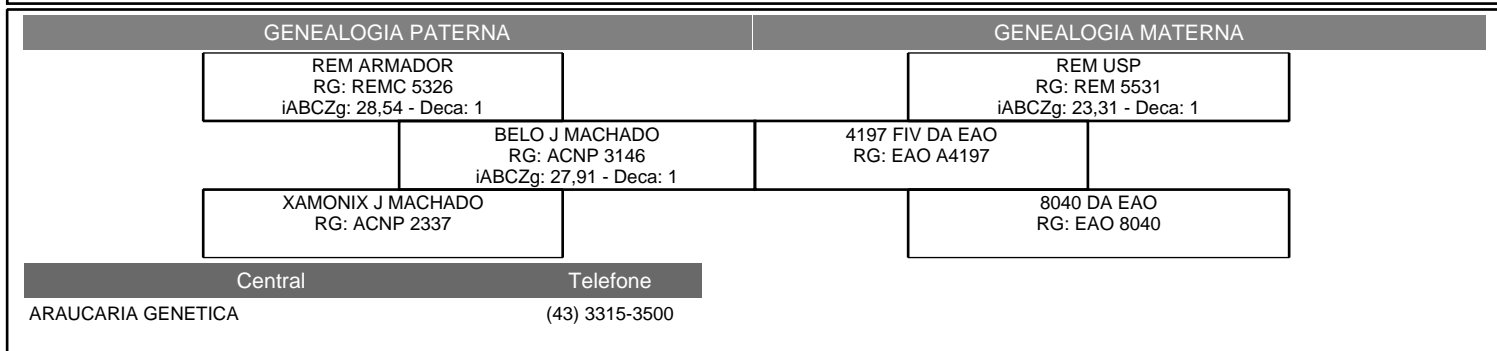 GENEALOGIA PATERNA
GENEALOGIA MATERNA
REM ARMADOR
RG: REMC 5326
iABCZg: 28,54 - Deca: 1
REM USP
RG: REM 5531
iABCZg: 23,31 - Deca: 1
BELO J MACHADO
RG: ACNP 3146
iABCZg: 27,91 - Deca: 1
4197 FIV DA EAO
RG: EAO A4197
XAMONIX J MACHADO
RG: ACNP 2337
8040 DA EAO
RG: EAO 8040
Central Telefone
ARAUCARIA GENETICA (43) 3315-3500